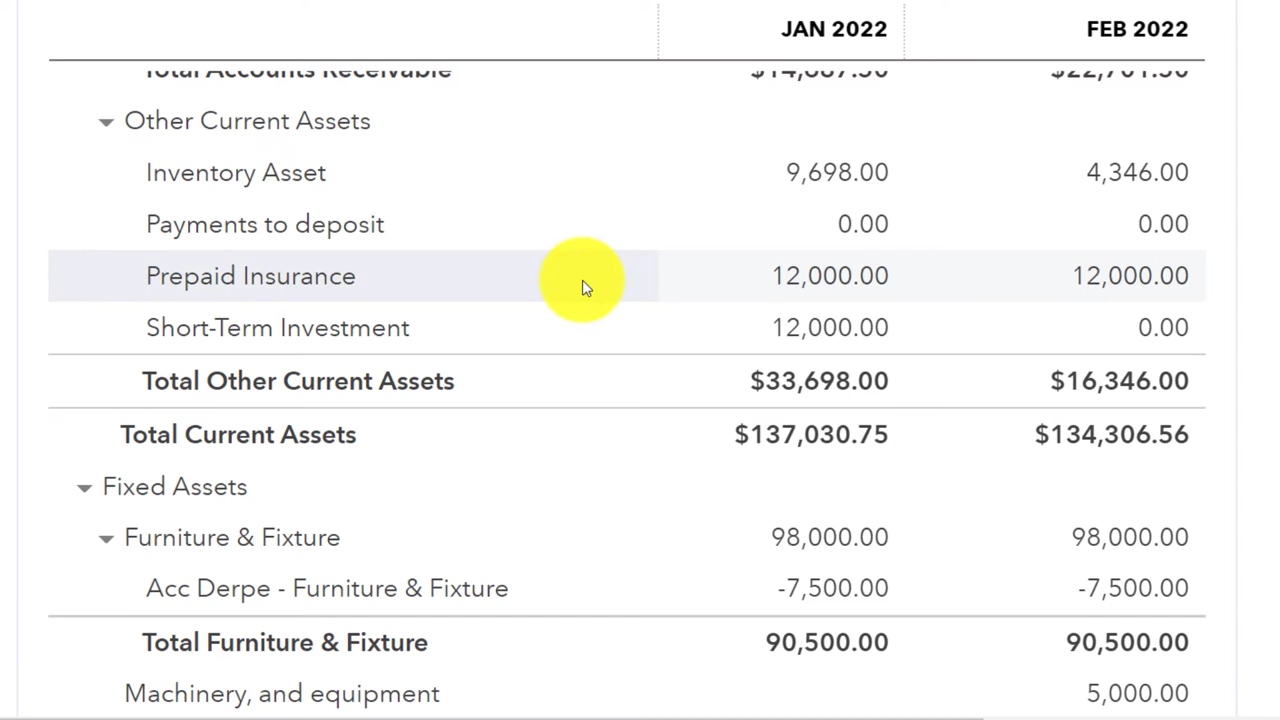 JAN 2022 FEB 2022
Total Accounts Receivable
Other Current Assets
Inventory Asset 9,698.00 4,346.00
Payments to deposit 0.00 0.00
Prepaid Insurance 12,000.00 12,000.00
Short-Term Investment 12,000.00 0.00
Total Other Current Assets $33,698.00 $16,346.00
Total Current Assets $137,030.75 $134,306.56
Fixed Assets
Furniture & Fixture 98,000.00 98,000.00
Acc Derpe - Furniture & Fixture -7,500.00 -7,500.00
Total Furniture & Fixture 90,500.00 90,500.00
Machinery, and equipment 5,000.00